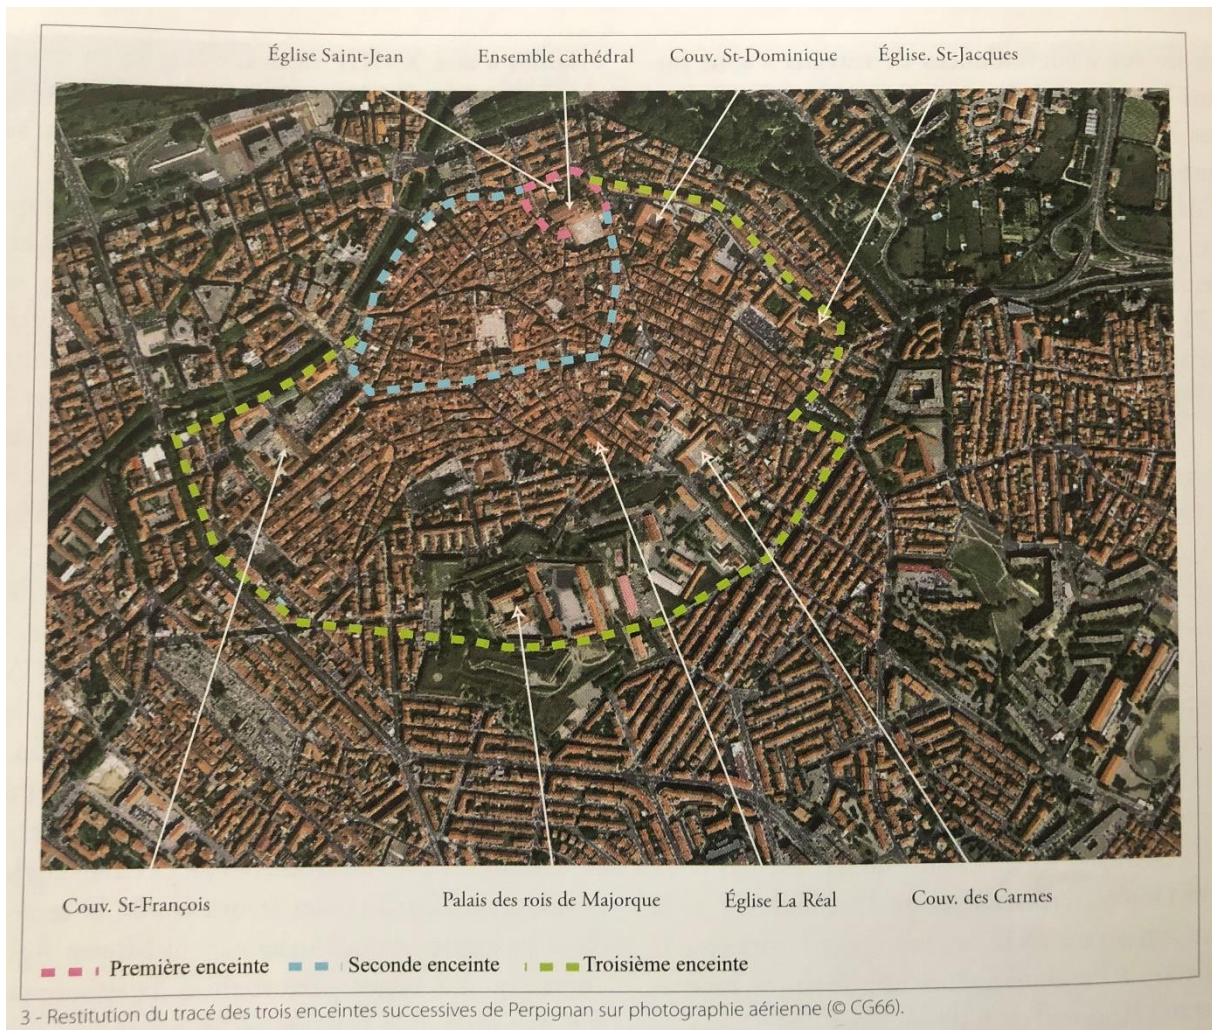 Église Saint-Jean
Ensemble cathédral
Couv. St-Dominique
Église. St-Jacques
Couv. St-François
Palais des rois de Majorque
Église La Réal
Couv. des Carmes
Première enceinte
Seconde enceinte
Troisième enceinte
3 - Restitution du tracé des trois enceintes successives de Perpignan sur photographie aérienne (© CG66).